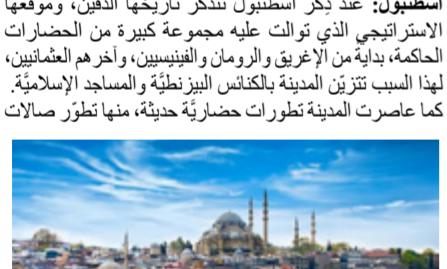 اسطنبول: عند ذِكر اسطنبول نتذكر تاريخها الدفين، وموقعها
الاستراتيجي الذي توالت عليه مجموعة كبيرة من الحضارات
الحاكمة، بداية من الإغريق والرومان والفينيسيين، وآخرهم العثمانيين،
لهذا السبب تتزيّن المدينة بالكنائس البيزنطيَّة والمساجد الإسلاميَّة.
كما عاصرت المدينة تطورات حضاريَّة حديثة، منها تطوّر صالات